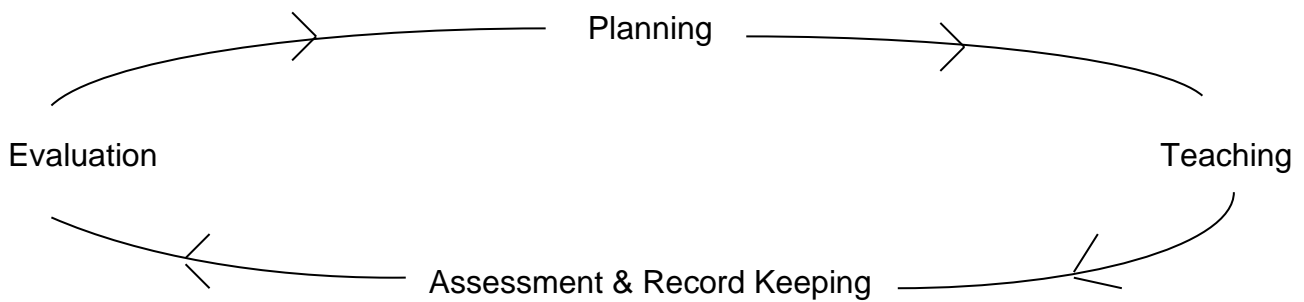 Planning
Evaluation
Teaching
Assessment & Record Keeping